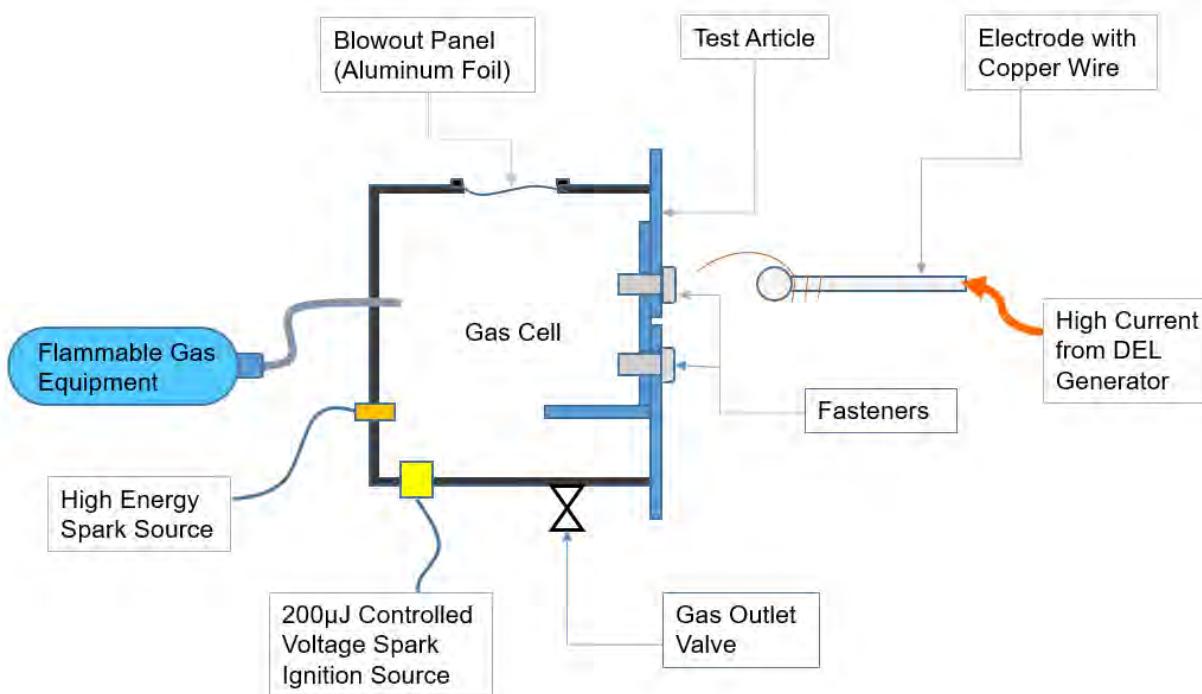 Blowout Panel
(Aluminum Foil)
Test Article
Electrode with
Copper Wire
Gas Cell
Flammable Gas
Equipment
High Current
from DEL
Generator
Fasteners
High Energy
Spark Source
200µJ Controlled
Voltage Spark
Ignition Source
Gas Outlet
Valve